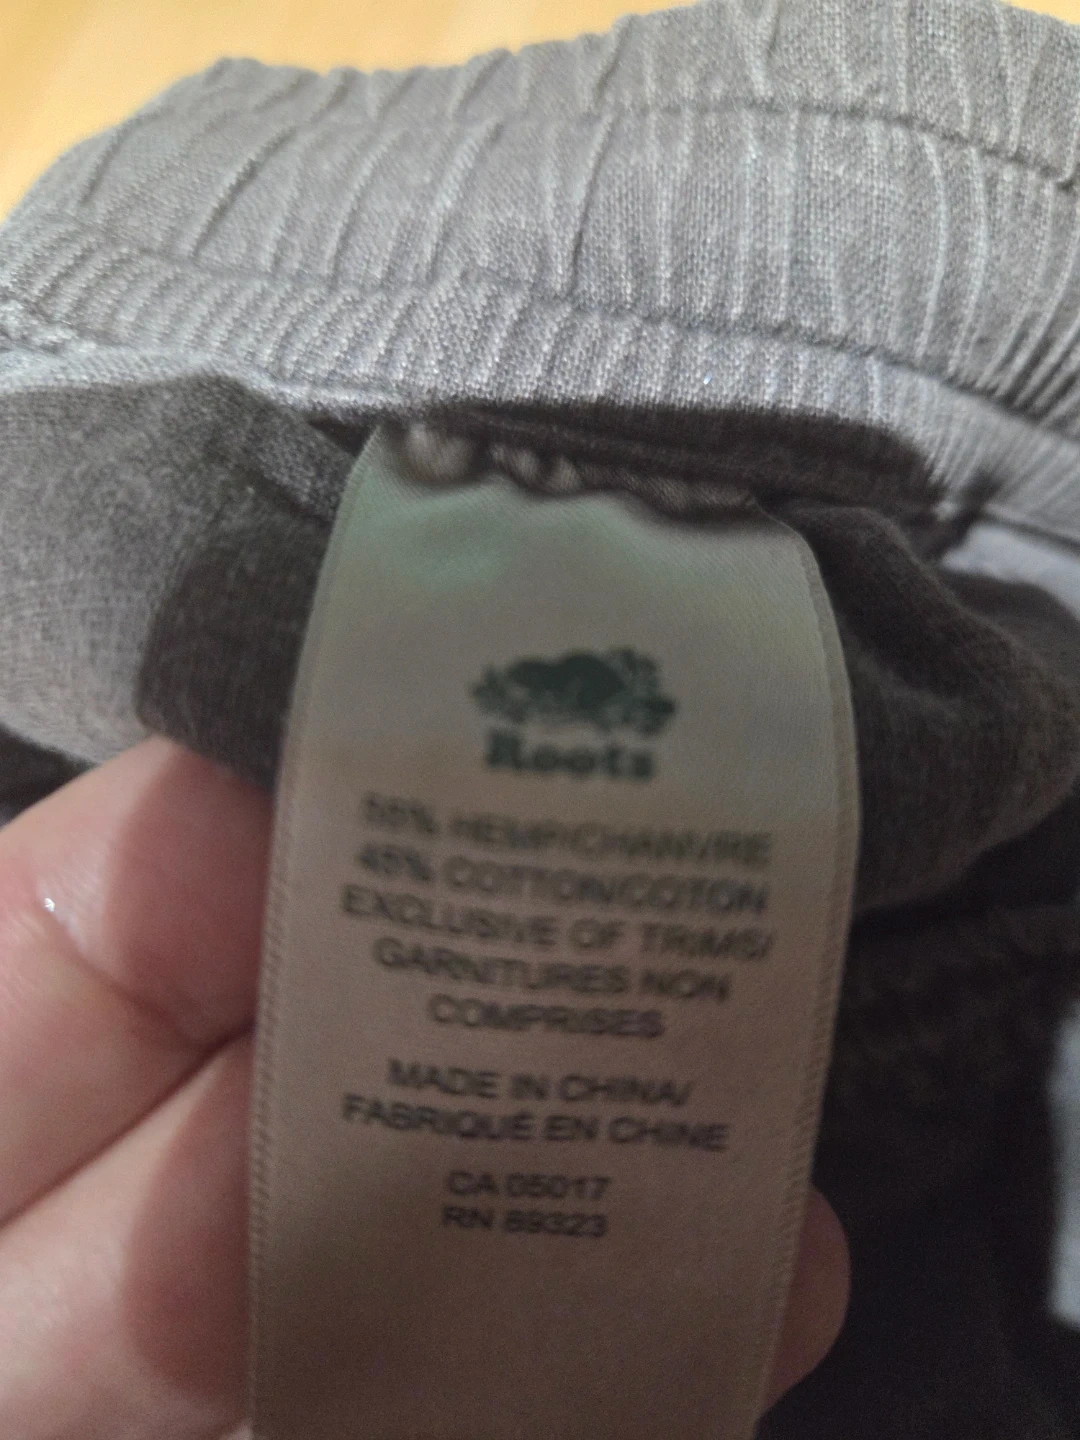 Roots
55% HEMP/CHANVRE
45% COTTON/COTON
EXCLUSIVE OF TRIMS/
GARNITURES NON
COMPRISES
MADE IN CHINA/
FABRIQUÉ EN CHINE
CA 05017
RN 89323